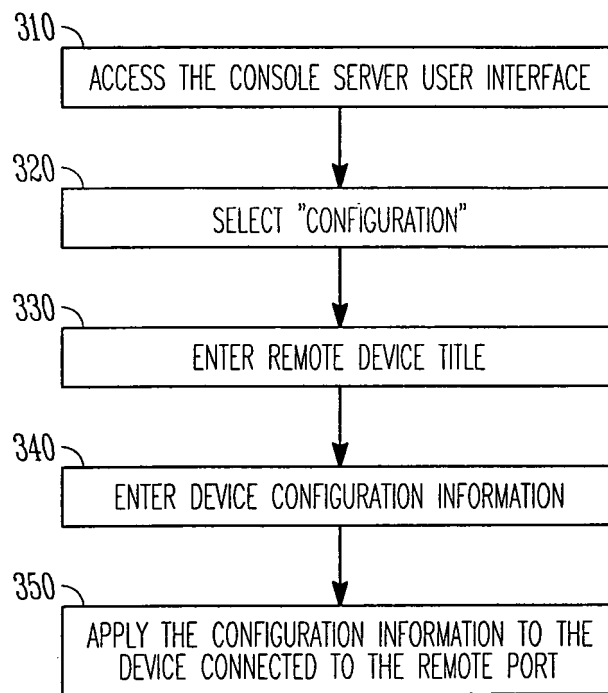 310
ACCESS THE CONSOLE SERVER USER INTERFACE
320
SELECT "CONFIGURATION"
330
ENTER REMOTE DEVICE TITLE
340
ENTER DEVICE CONFIGURATION INFORMATION
350
APPLY THE CONFIGURATION INFORMATION TO THE
DEVICE CONNECTED TO THE REMOTE PORT